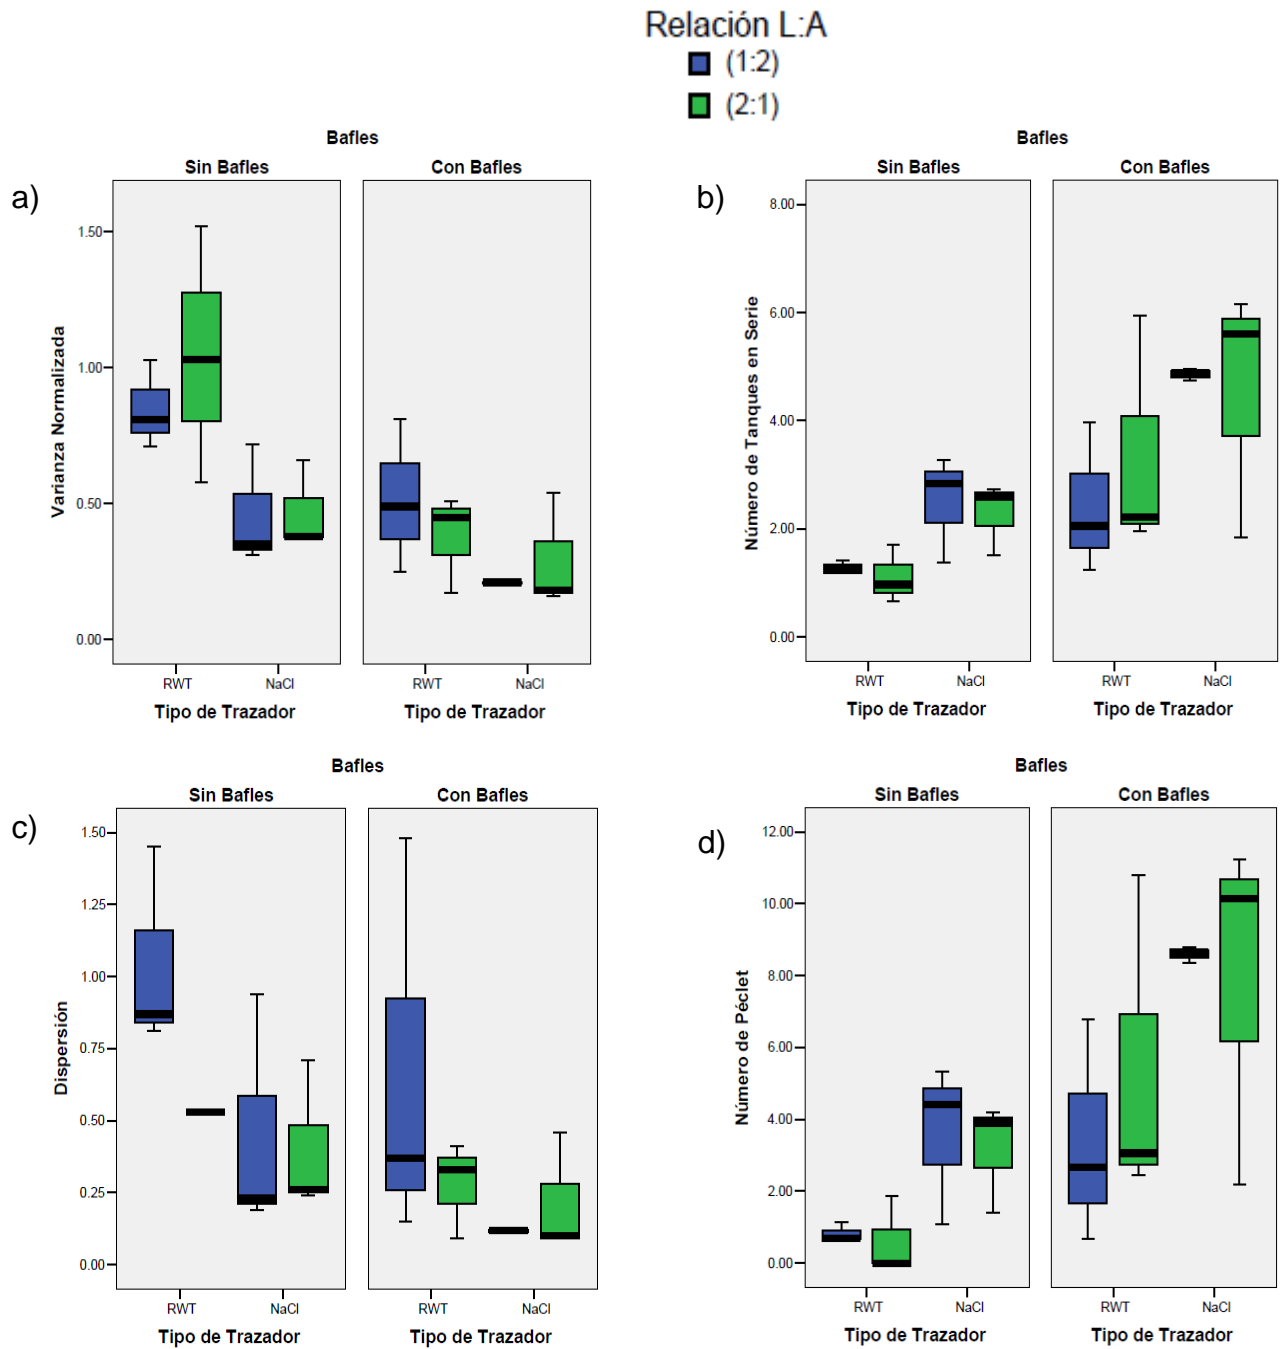 Relación L:A
(1:2)
(2:1)
a)
Bafles
Sin Bafles
Con Bafles
Varianza Normalizada
1.50
1.00
0.50
0.00
RWT
NaCl
RWT
NaCl
Tipo de Trazador
Tipo de Trazador
b)
Bafles
Sin Bafles
Con Bafles
Número de Tanques en Serie
8.00
6.00
4.00
2.00
0.00
RWT
NaCl
RWT
NaCl
Tipo de Trazador
Tipo de Trazador
c)
Bafles
Sin Bafles
Con Bafles
Dispersión
1.50
1.25
1.00
0.75
0.50
0.25
0.00
RWT
NaCl
RWT
NaCl
Tipo de Trazador
Tipo de Trazador
d)
Bafles
Sin Bafles
Con Bafles
Número de Péclet
12.00
10.00
8.00
6.00
4.00
2.00
0.00
RWT
NaCl
RWT
NaCl
Tipo de Trazador
Tipo de Trazador